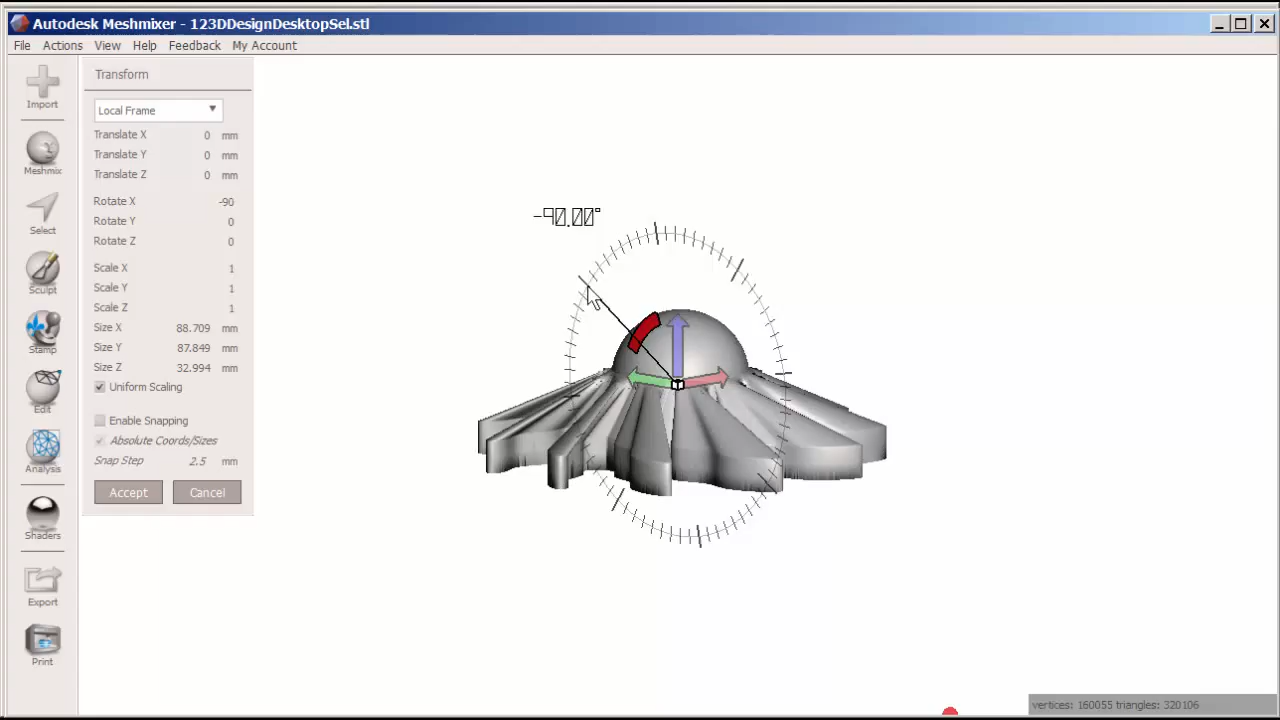 Autodesk Meshmixer - 123DDesignDesktopSel.stl
File Actions View Help Feedback My Account
Import
Meshmix
Select
Sculpt
Stamp
Edit
Analysis
Shaders
Export
Print
Transform
Local Frame
Translate X 0 mm
Translate Y 0 mm
Translate Z 0 mm
Rotate X -90
Rotate Y 0
Rotate Z 0
Scale X 1
Scale Y 1
Scale Z 1
Size X 88.709 mm
Size Y 87.849 mm
Size Z 32.994 mm
Uniform Scaling
Enable Snapping
Absolute Coords/Sizes
Snap Step 2.5 mm
Accept Cancel
-90.00°
vertices: 160055 triangles: 320106